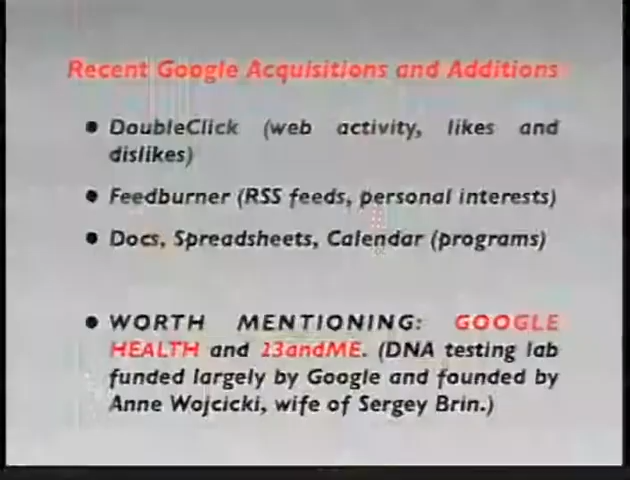 Recent Google Acquisitions and Additions
• DoubleClick (web activity, likes and
dislikes)
• Feedburner (RSS feeds, personal interests)
• Docs, Spreadsheets, Calendar (programs)
• WORTH MENTIONING: GOOGLE
HEALTH and 23andME. (DNA testing lab
funded largely by Google and founded by
Anne Wojcicki, wife of Sergey Brin.)